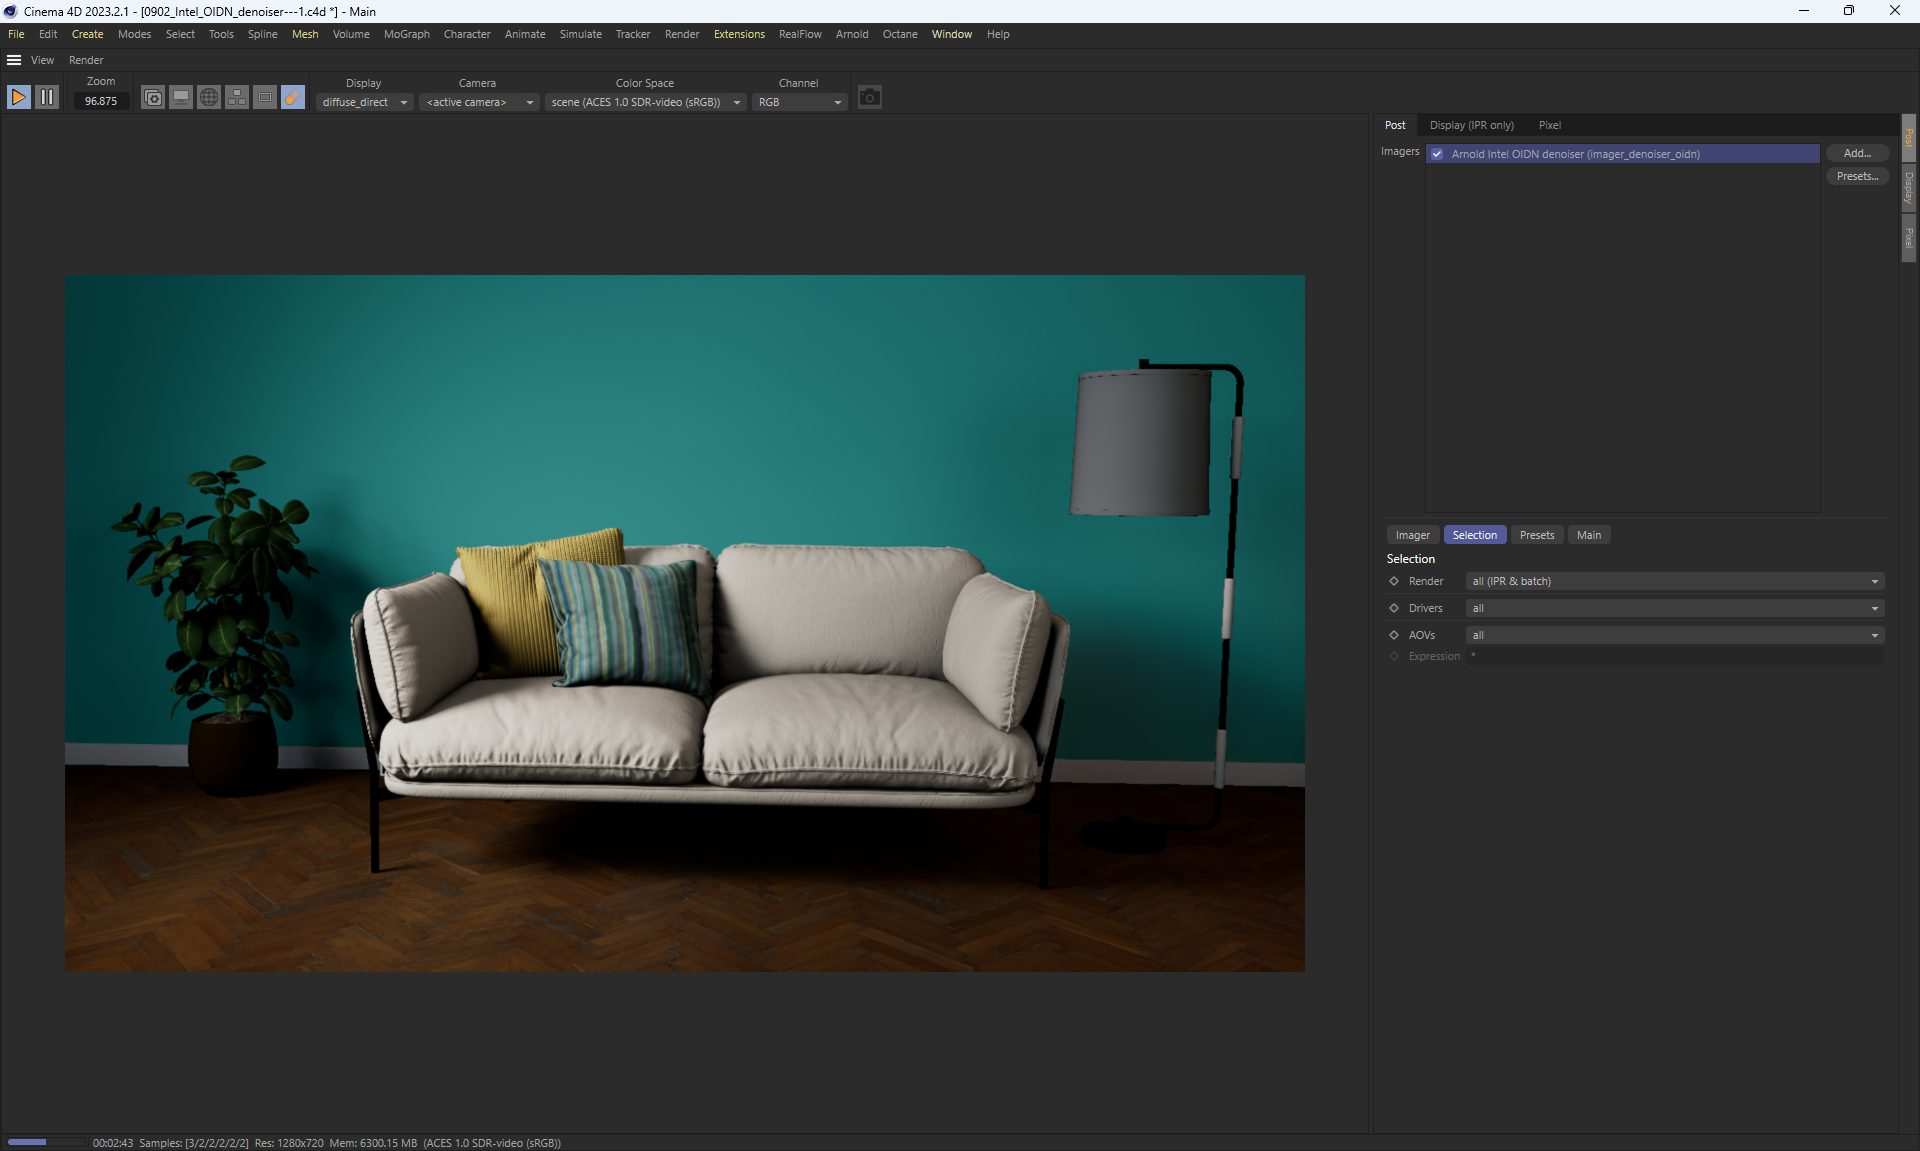 Cinema 4D 2023.2.1 - [0902_Intel_OIDN_denoiser---1.c4d *] - Main
File Edit Create Modes Select Tools Spline Mesh Volume MoGraph Character Animate Simulate Tracker Render Extensions RealFlow Arnold Octane Window Help
View Render
Zoom Display Camera Color Space Channel
96.875 diffuse_direct <active camera> scene (ACES 1.0 SDR-video (sRGB)) RGB
Post Display (IPR only) Pixel
Imagers Arnold Intel OIDN denoiser (imager_denoiser_oidn) Add...
Presets...
Post
Display
Pixel
Imager Selection Presets Main
Selection
Render all (IPR & batch)
Drivers all
AOVs all
Expression *
00:02:43 Samples: [3/2/2/2/2/2] Res: 1280x720 Mem: 6300.15 MB (ACES 1.0 SDR-video (sRGB))